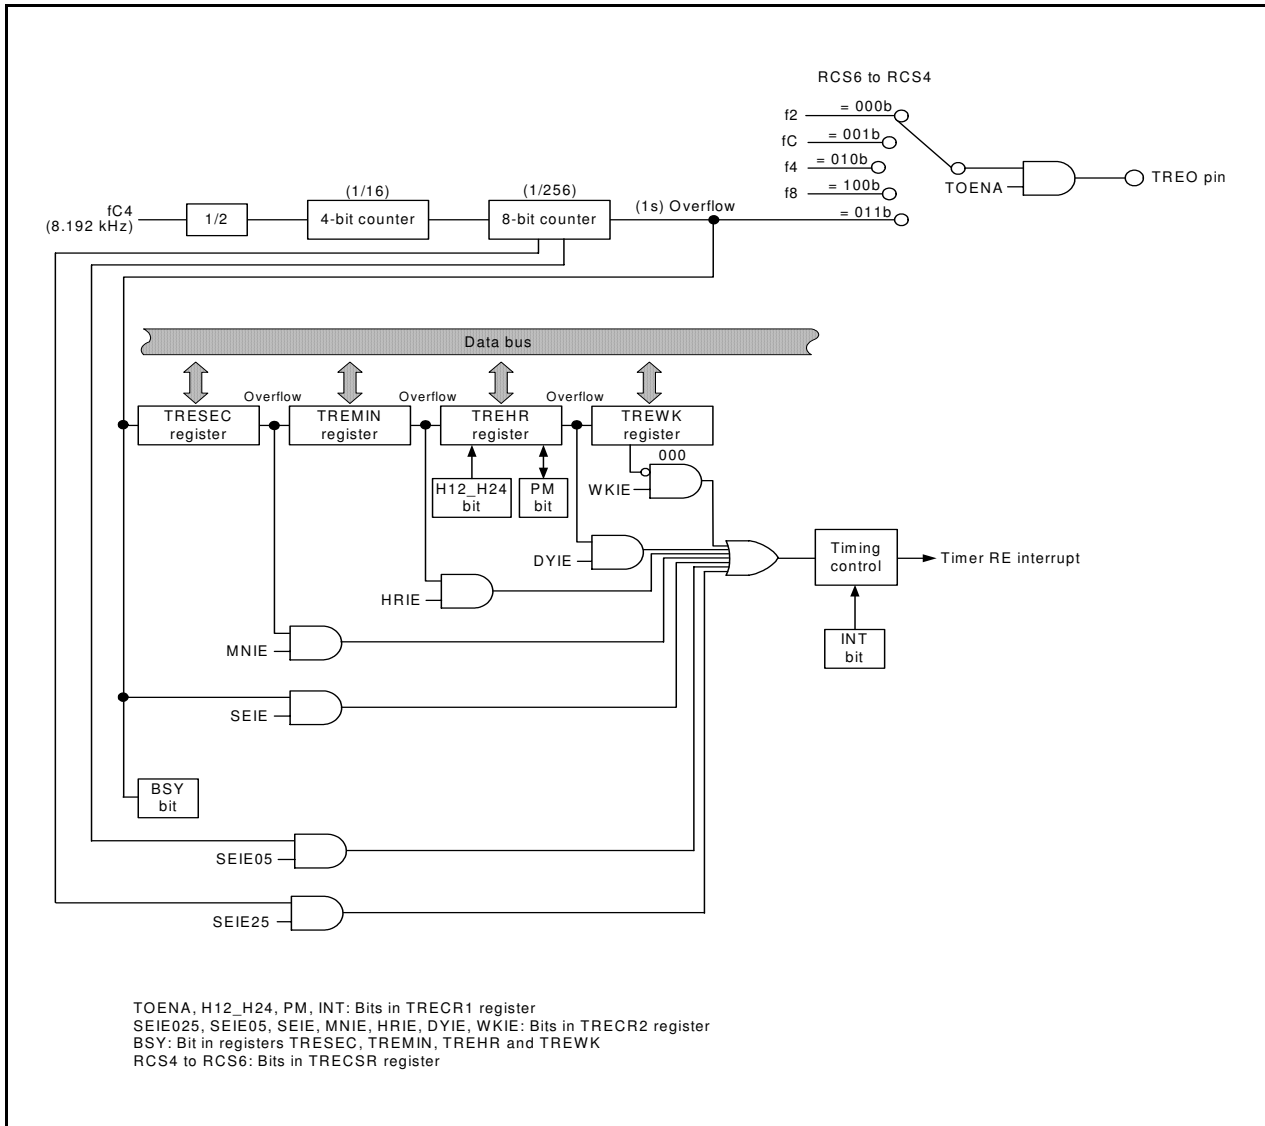 RCS6 to RCS4
f2
= 000b
fC
= 001b
f4
= 010b
f8
= 100b
= 011b
TOENA
TREO pin
fC4
(8.192 kHz)
1/2
(1/16)
4-bit counter
(1/256)
8-bit counter
(1s) Overflow
Data bus
Overflow
Overflow
Overflow
TRESEC
register
TREMIN
register
TREHR
register
TREWK
register
000
H12_H24
bit
PM
bit
WKIE
DYIE
HRIE
MNIE
SEIE
Timing
control
Timer RE interrupt
INT
bit
BSY
bit
SEIE05
SEIE25
TOENA, H12_H24, PM, INT: Bits in TRECR1 register
SEIE025, SEIE05, SEIE, MNIE, HRIE, DYIE, WKIE: Bits in TRECR2 register
BSY: Bit in registers TRESEC, TREMIN, TREHR and TREWK
RCS4 to RCS6: Bits in TRECSR register